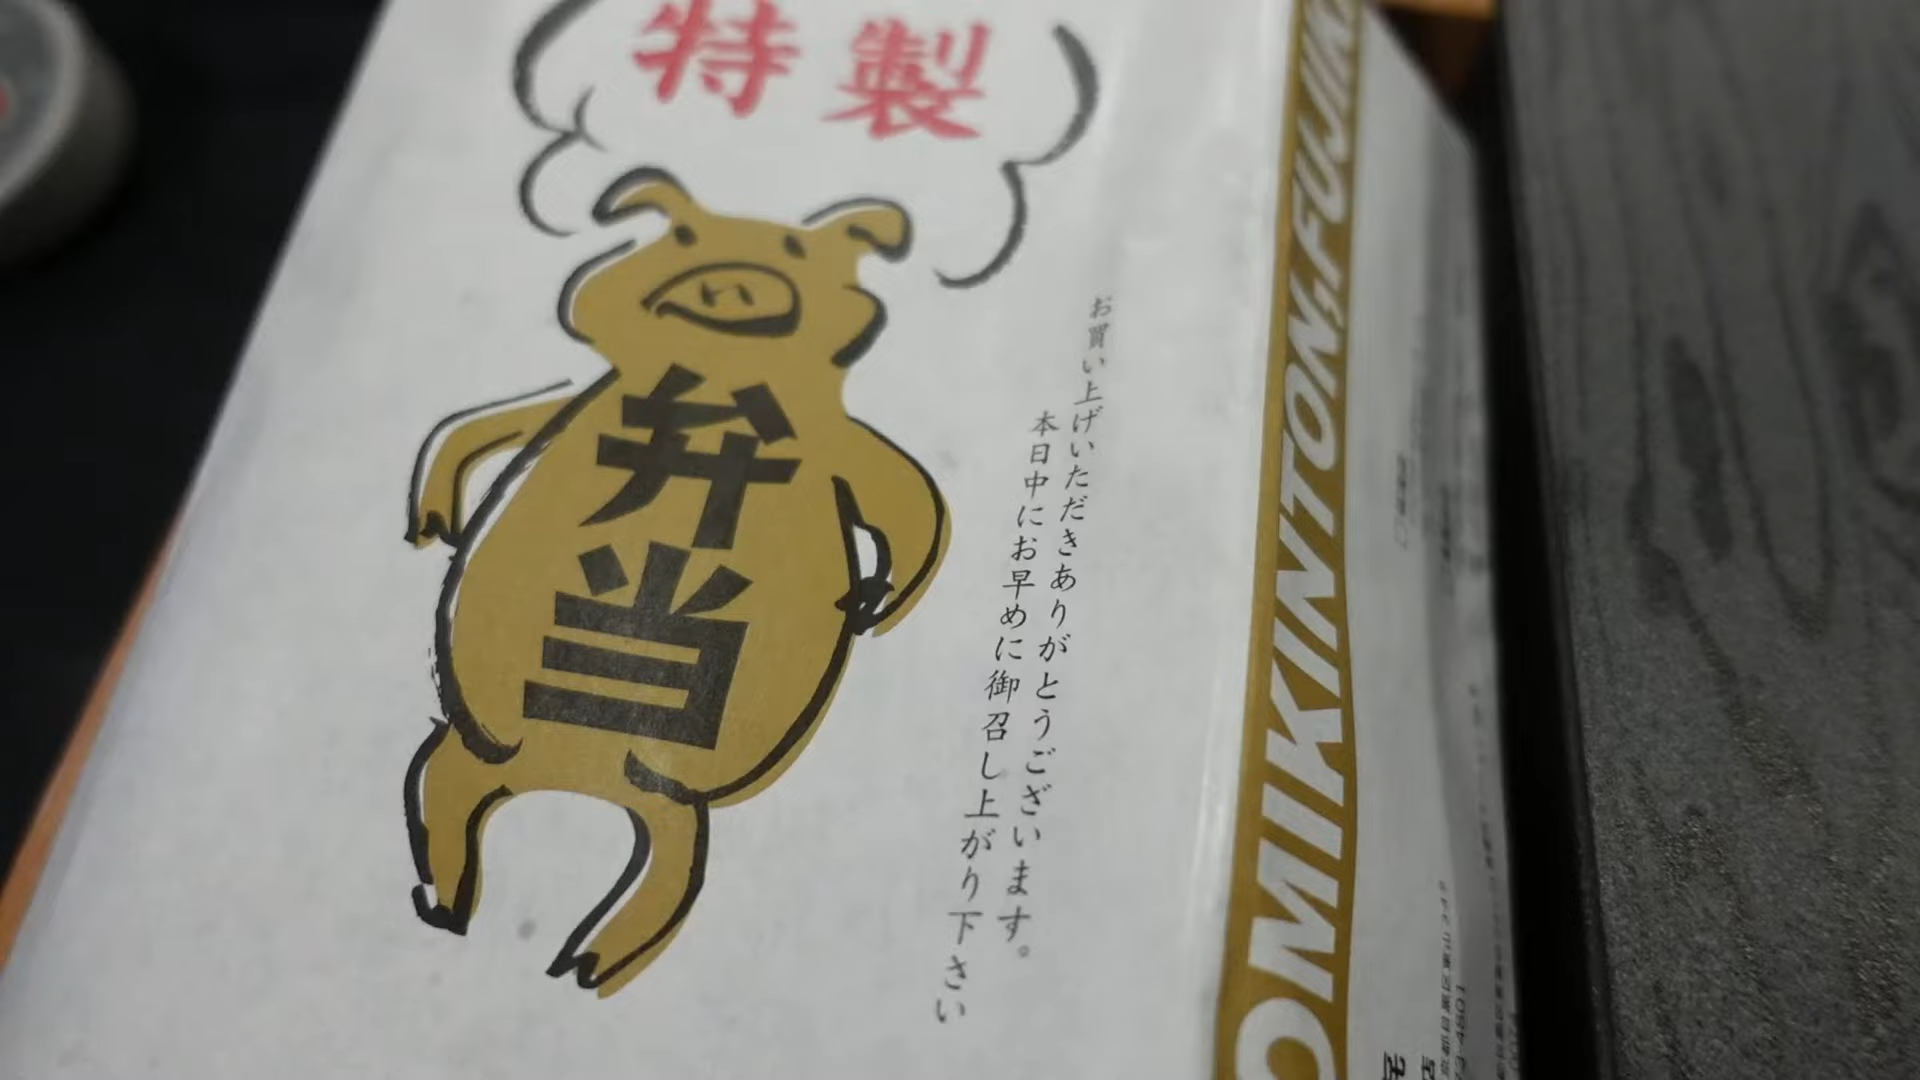 特製
弁当
お買い上げいただきありがとうございます。
本日中にお早めに御召し上がり下さい
OMIKINTON.FUJIK